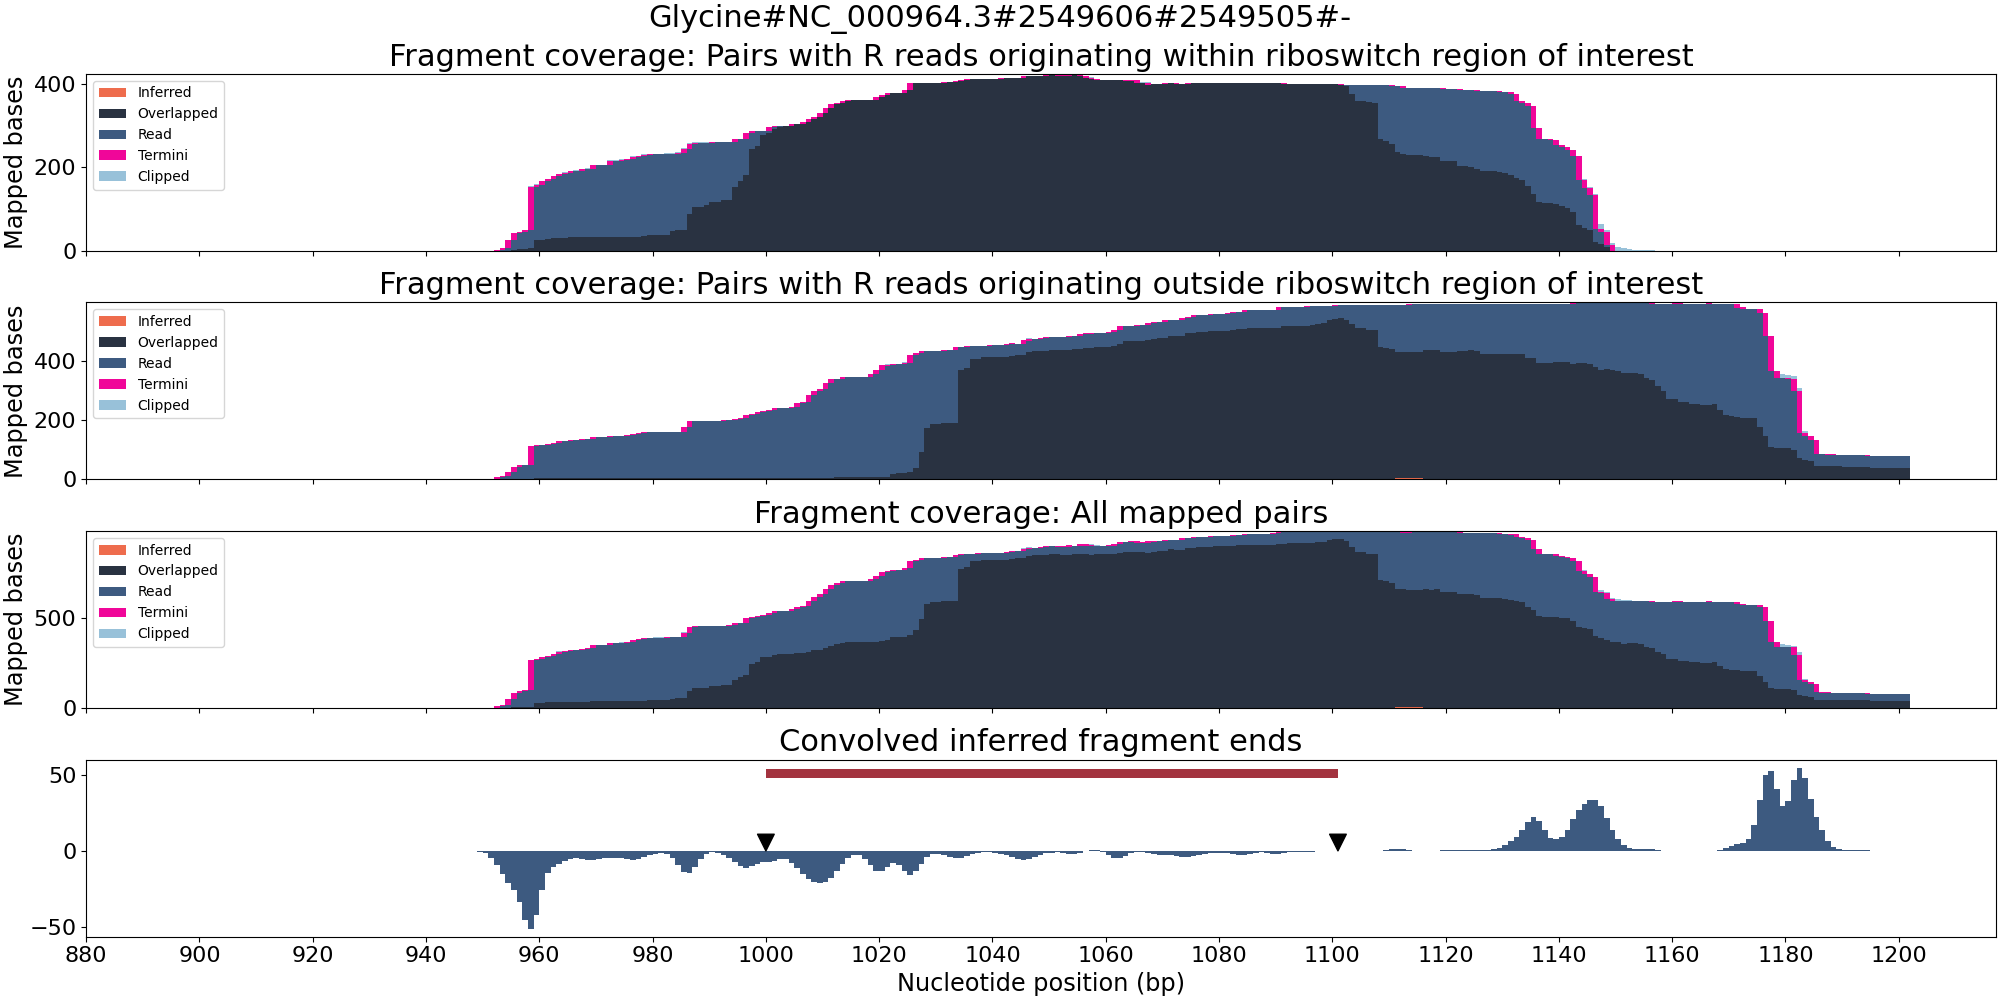 Glycine#NC_000964.3#2549606#2549505#-
Fragment coverage: Pairs with R reads originating within riboswitch region of interest
Mapped bases
400
200
0
Inferred
Overlapped
Read
Termini
Clipped
Fragment coverage: Pairs with R reads originating outside riboswitch region of interest
Mapped bases
400
200
0
Inferred
Overlapped
Read
Termini
Clipped
Fragment coverage: All mapped pairs
Mapped bases
500
0
Inferred
Overlapped
Read
Termini
Clipped
Convolved inferred fragment ends
50
0
−50
880 900 920 940 960 980 1000 1020 1040 1060 1080 1100 1120 1140 1160 1180 1200
Nucleotide position (bp)